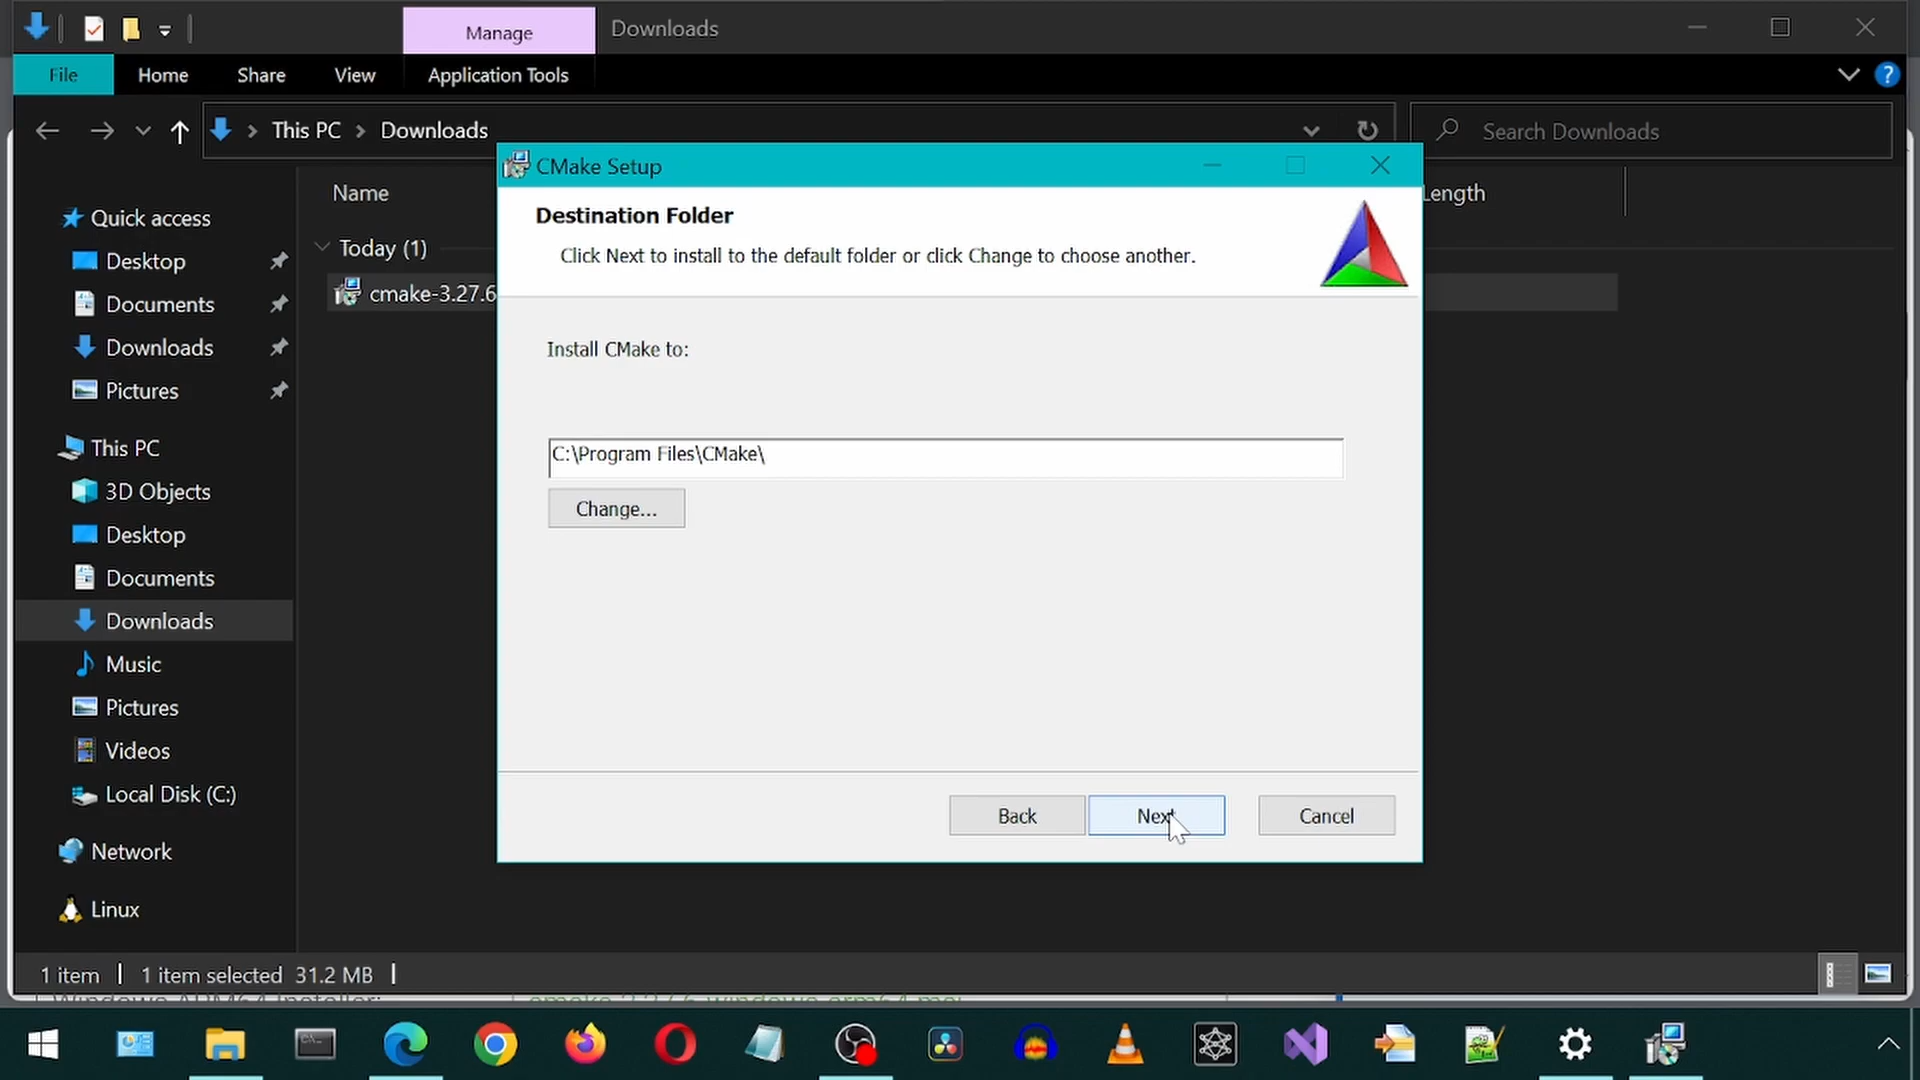 Manage
Downloads
File
Home
Share
View
Application Tools
This PC
Downloads
Search Downloads
CMake Setup
Name
Length
Destination Folder
Click Next to install to the default folder or click Change to choose another.
Quick access
Today (1)
Desktop
cmake-3.27.6
Documents
Downloads
Pictures
Install CMake to:
C:\Program Files\CMake\
Change...
This PC
3D Objects
Desktop
Documents
Downloads
Music
Pictures
Videos
Local Disk (C:)
Network
Linux
Back
Next
Cancel
1 item
1 item selected 31.2 MB